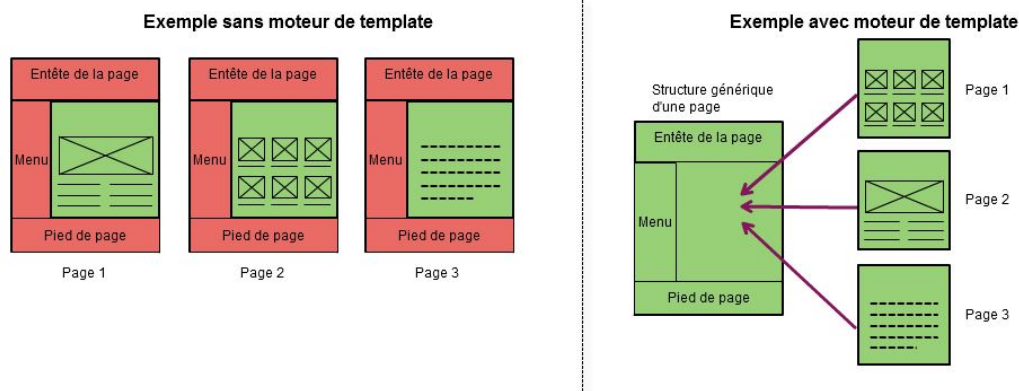 Exemple sans moteur de template
Entête de la page
Menu
Pied de page
Page 1
Entête de la page
Menu
Pied de page
Page 2
Entête de la page
Menu
Pied de page
Page 3
Exemple avec moteur de template
Structure générique
d'une page
Entête de la page
Menu
Pied de page
Page 1
Page 2
Page 3